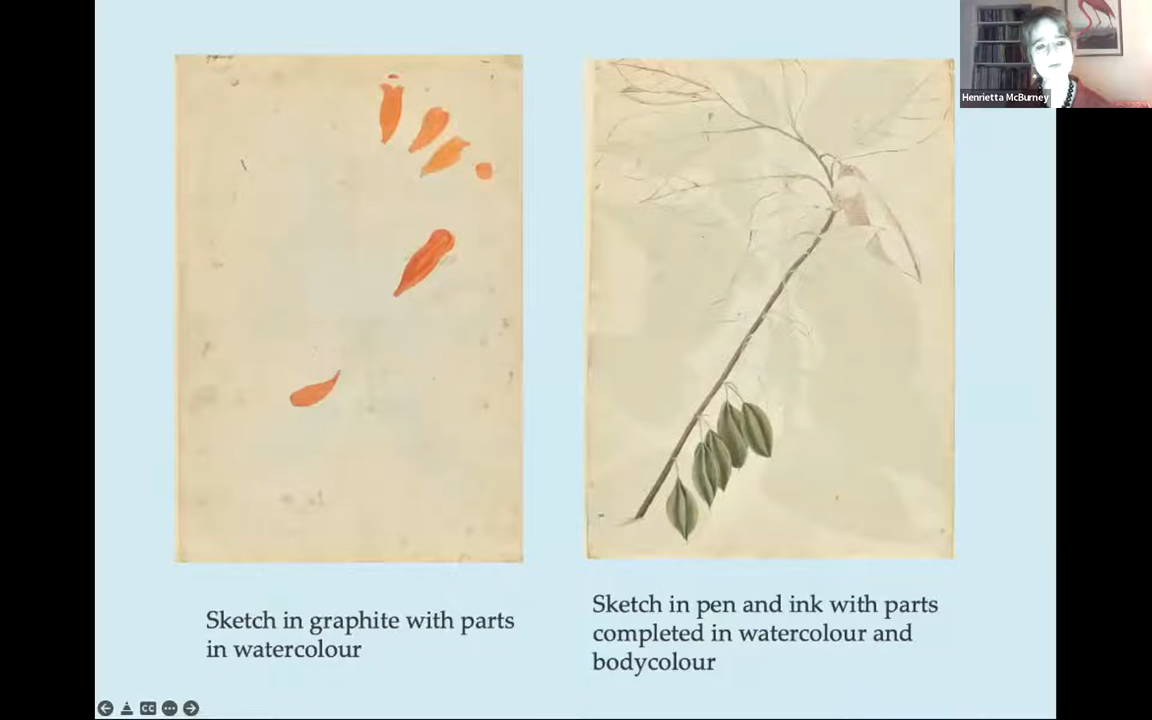 Henrietta McBurney
Sketch in graphite with parts
in watercolour
Sketch in pen and ink with parts
completed in watercolour and
bodycolour
CC